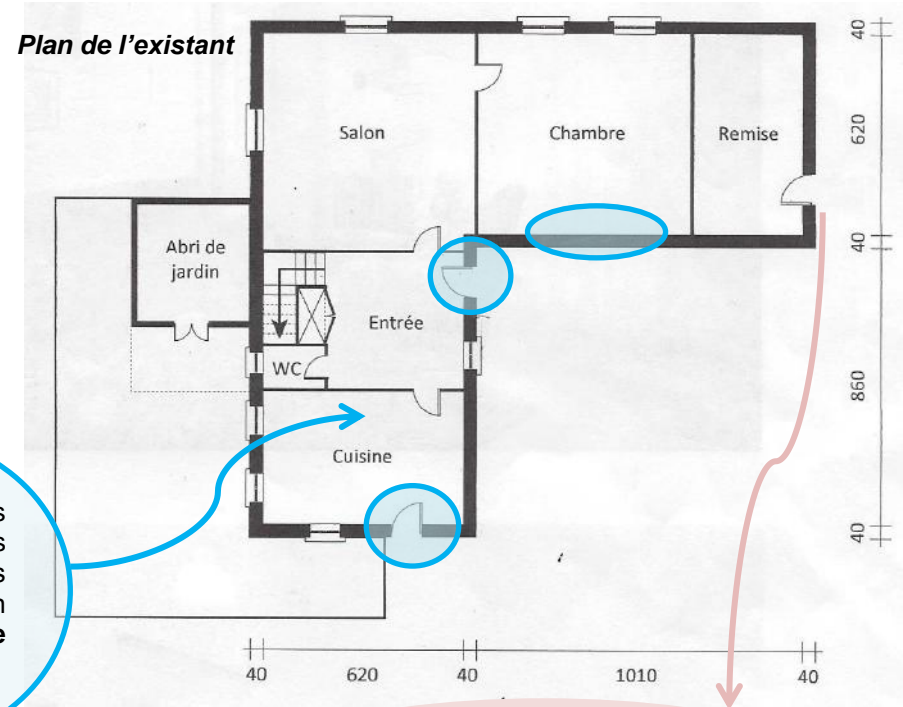 Plan de l'existant
Salon
Chambre
Remise
Abri de
jardin
Entrée
WC
Cuisine
40
620
40
860
40
40
620
40
1010
40
s
s
s
n
e